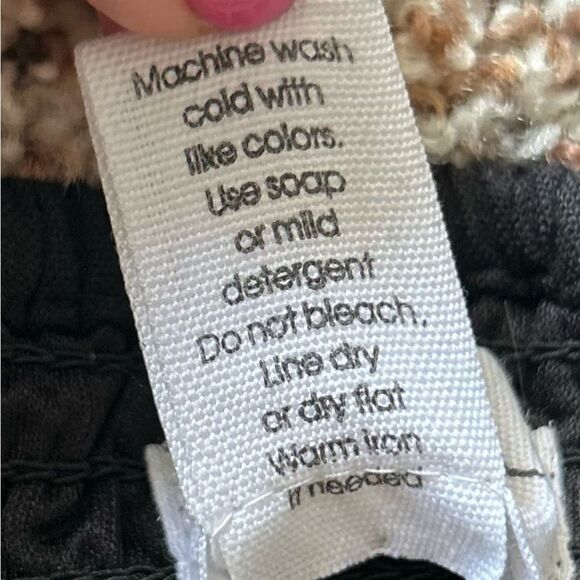 Machine wash
cold with
like colors.
Use soap
or mild
detergent
Do not bleach.
Line dry
or dry flat
Warm iron
if needed